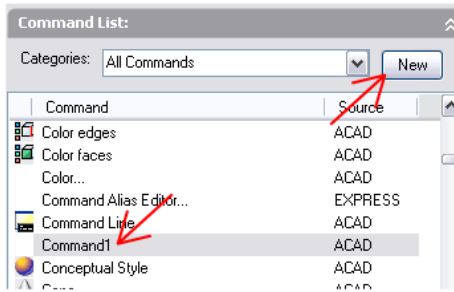 Command List:
Categories: All Commands New
Command Source
Color edges ACAD
Color faces ACAD
Color... ACAD
Command Alias Editor... EXPRESS
Command Line ACAD
Command1 ACAD
Conceptual Style ACAD